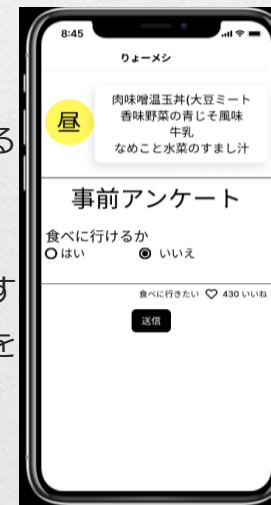 8:45
りょーメシ
昼
肉味噌温玉丼(大豆ミート
香味野菜の青じそ風味
牛乳
なめこと水菜のすまし汁
る
事前アンケート
食べに行けるか
はい いいえ
す
食べに行きたい ♡ 430 いいね
送信
を